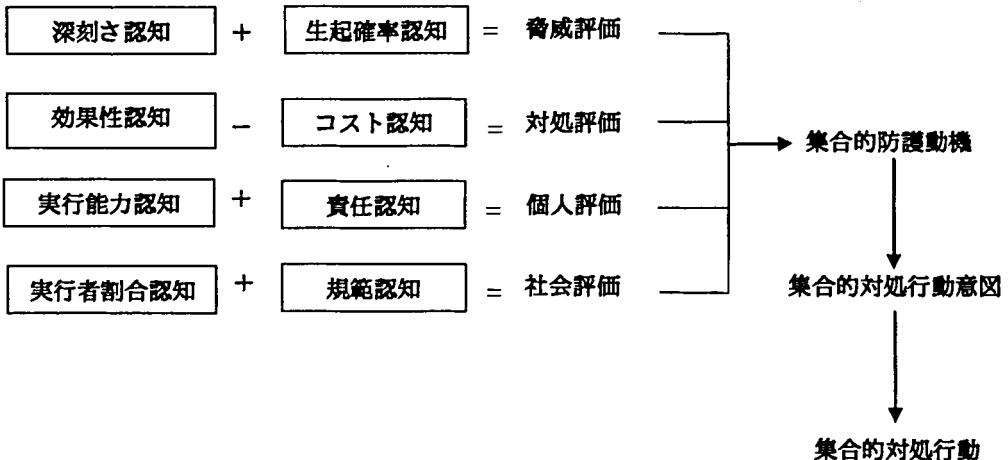 深刻さ認知 + 生起確率認知 = 脅威評価
効果性認知 − コスト認知 = 対処評価
集合的防護動機
実行能力認知 + 責任認知 = 個人評価
実行者割合認知 + 規範認知 = 社会評価
集合的対処行動意図
集合的対処行動